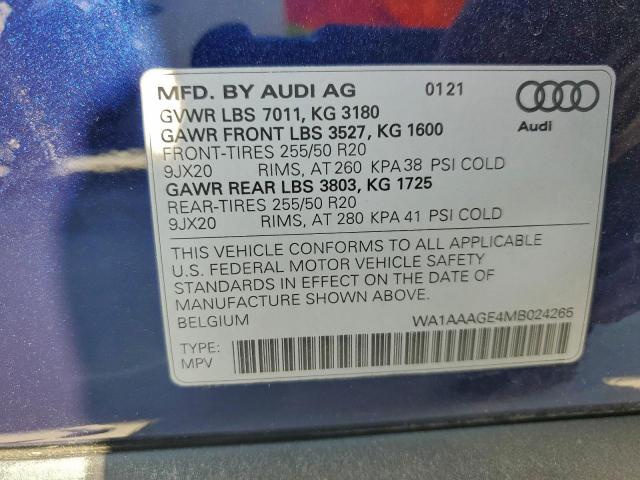 MFD. BY AUDI AG 0121
GVWR LBS 7011, KG 3180
GAWR FRONT LBS 3527, KG 1600
Audi
FRONT-TIRES 255/50 R20
9JX20 RIMS, AT 260 KPA 38 PSI COLD
GAWR REAR LBS 3803, KG 1725
REAR-TIRES 255/50 R20
9JX20 RIMS, AT 280 KPA 41 PSI COLD
THIS VEHICLE CONFORMS TO ALL APPLICABLE
U.S. FEDERAL MOTOR VEHICLE SAFETY
STANDARDS IN EFFECT ON THE DATE OF
MANUFACTURE SHOWN ABOVE.
BELGIUM WA1AAAGE4MB024265
TYPE:
MPV